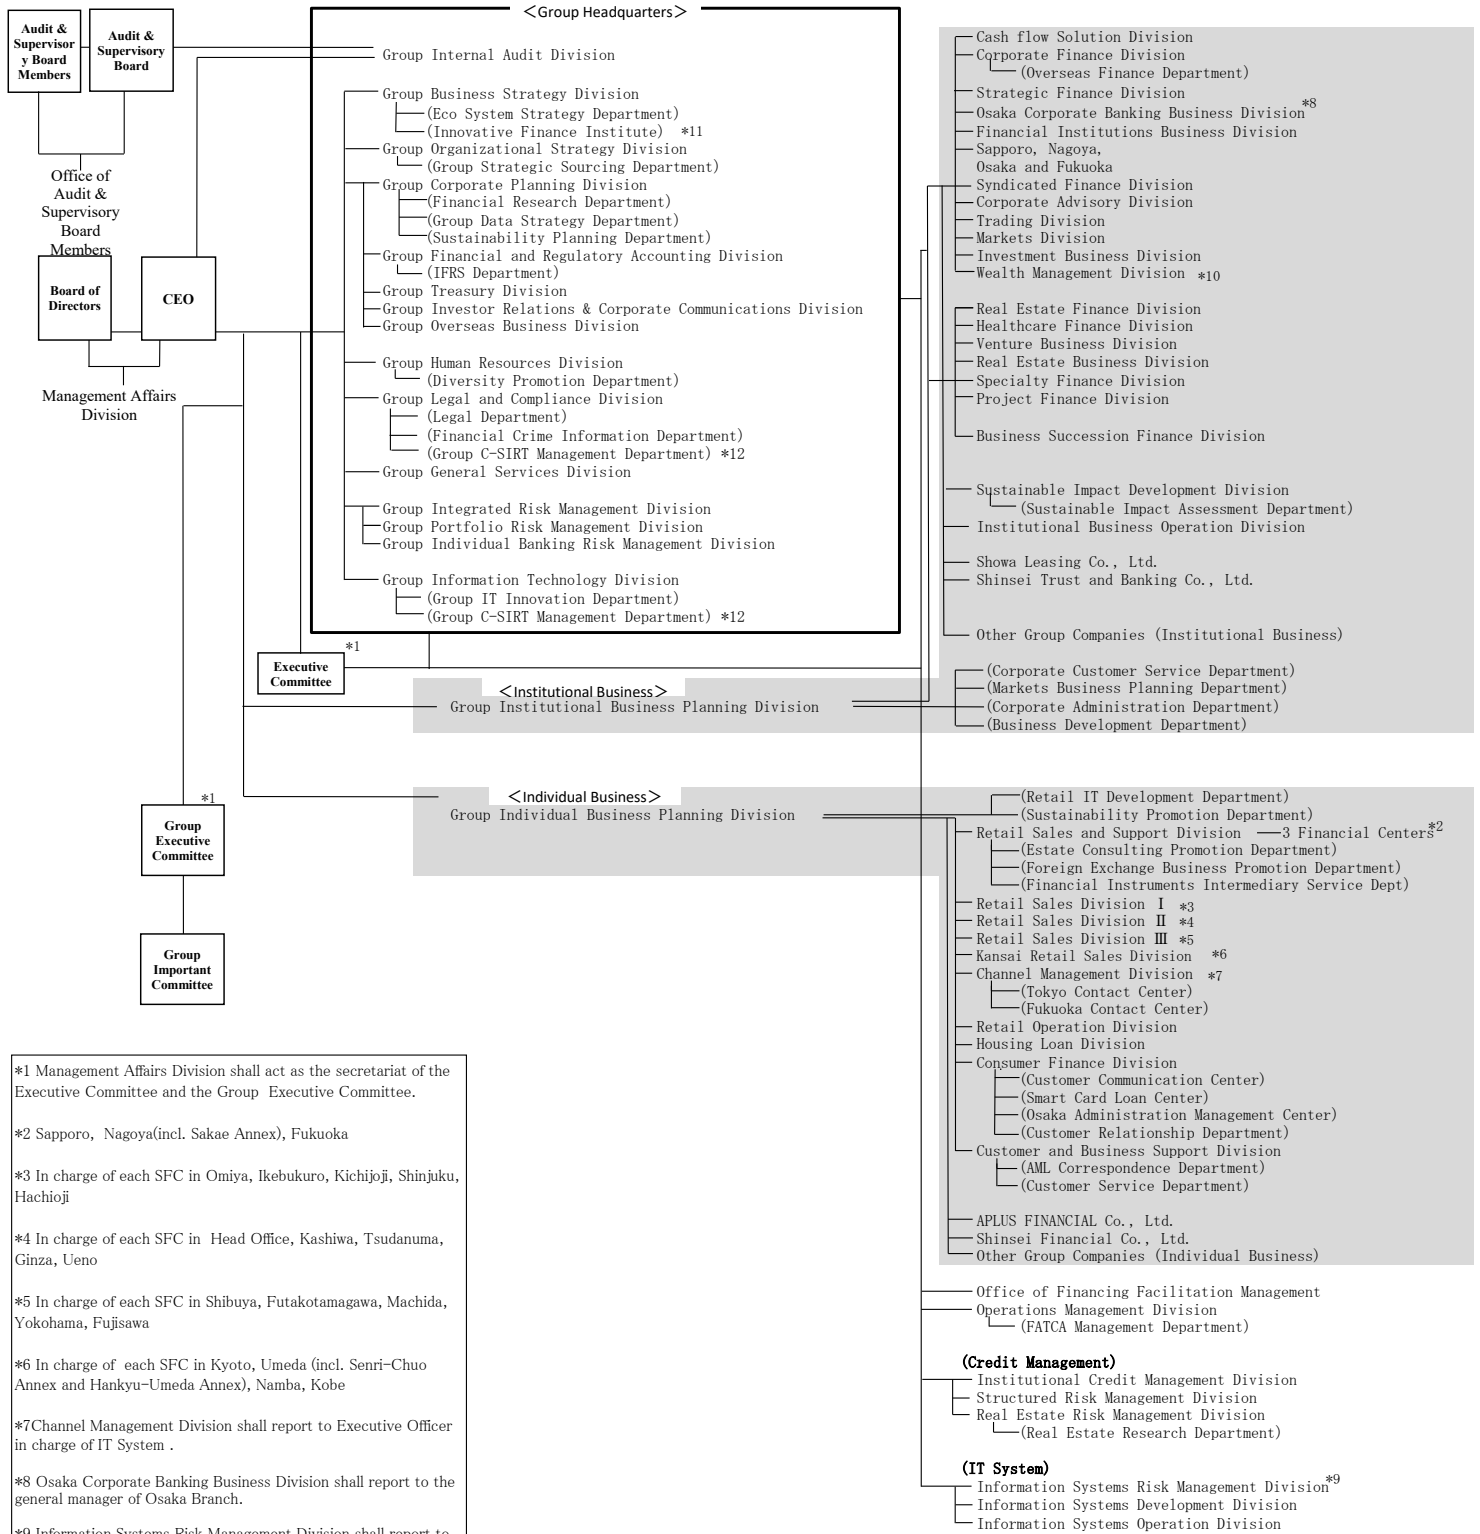 <Group Headquarters>
Audit &
Supervisor
y Board
Members
Audit &
Supervisory
Board
Office of
Audit &
Supervisory
Board
Members
Board of
Directors
CEO
Management Affairs
Division
Group Internal Audit Division
Group Business Strategy Division
(Eco System Strategy Department)
(Innovative Finance Institute) *11
Group Organizational Strategy Division
(Group Strategic Sourcing Department)
Group Corporate Planning Division
(Financial Research Department)
(Group Data Strategy Department)
(Sustainability Planning Department)
Group Financial and Regulatory Accounting Division
(IFRS Department)
Group Treasury Division
Group Investor Relations & Corporate Communications Division
Group Overseas Business Division
Group Human Resources Division
(Diversity Promotion Department)
Group Legal and Compliance Division
(Legal Department)
(Financial Crime Information Department)
(Group C-SIRT Management Department) *12
Group General Services Division
Group Integrated Risk Management Division
Group Portfolio Risk Management Division
Group Individual Banking Risk Management Division
Group Information Technology Division
(Group IT Innovation Department)
(Group C-SIRT Management Department) *12
*1
Executive
Committee
Cash flow Solution Division
Corporate Finance Division
(Overseas Finance Department)
Strategic Finance Division
Osaka Corporate Banking Business Division*8
Financial Institutions Business Division
Sapporo, Nagoya,
Osaka and Fukuoka
Syndicated Finance Division
Corporate Advisory Division
Trading Division
Markets Division
Investment Business Division
Wealth Management Division *10
Real Estate Finance Division
Healthcare Finance Division
Venture Business Division
Real Estate Business Division
Specialty Finance Division
Project Finance Division
Business Succession Finance Division
Sustainable Impact Development Division
(Sustainable Impact Assessment Department)
Institutional Business Operation Division
Showa Leasing Co., Ltd.
Shinsei Trust and Banking Co., Ltd.
Other Group Companies (Institutional Business)
<Institutional Business>
Group Institutional Business Planning Division
(Corporate Customer Service Department)
(Markets Business Planning Department)
(Corporate Administration Department)
(Business Development Department)
*1
Group
Executive
Committee
Group
Important
Committee
<Individual Business>
Group Individual Business Planning Division
(Retail IT Development Department)
(Sustainability Promotion Department)
Retail Sales and Support Division 3 Financial Centers*2
(Estate Consulting Promotion Department)
(Foreign Exchange Business Promotion Department)
(Financial Instruments Intermediary Service Dept)
Retail Sales Division Ⅰ *3
Retail Sales Division Ⅱ *4
Retail Sales Division Ⅲ *5
Kansai Retail Sales Division *6
Channel Management Division *7
(Tokyo Contact Center)
(Fukuoka Contact Center)
Retail Operation Division
Housing Loan Division
Consumer Finance Division
(Customer Communication Center)
(Smart Card Loan Center)
(Osaka Administration Management Center)
(Customer Relationship Department)
Customer and Business Support Division
(AML Correspondence Department)
(Customer Service Department)
APLUS FINANCIAL Co., Ltd.
Shinsei Financial Co., Ltd.
Other Group Companies (Individual Business)
Office of Financing Facilitation Management
Operations Management Division
(FATCA Management Department)
(Credit Management)
Institutional Credit Management Division
Structured Risk Management Division
Real Estate Risk Management Division
(Real Estate Research Department)
(IT System)
Information Systems Risk Management Division*9
Information Systems Development Division
Information Systems Operation Division
*1 Management Affairs Division shall act as the secretariat of the
Executive Committee and the Group Executive Committee.
*2 Sapporo, Nagoya(incl. Sakae Annex), Fukuoka
*3 In charge of each SFC in Omiya, Ikebukuro, Kichijoji, Shinjuku,
Hachioji
*4 In charge of each SFC in Head Office, Kashiwa, Tsudanuma,
Ginza, Ueno
*5 In charge of each SFC in Shibuya, Futakotamagawa, Machida,
Yokohama, Fujisawa
*6 In charge of each SFC in Kyoto, Umeda (incl. Senri-Chuo
Annex and Hankyu-Umeda Annex), Namba, Kobe
*7Channel Management Division shall report to Executive Officer
in charge of IT System .
*8 Osaka Corporate Banking Business Division shall report to the
general manager of Osaka Branch.
*9 Information Systems Risk Management Division shall report to